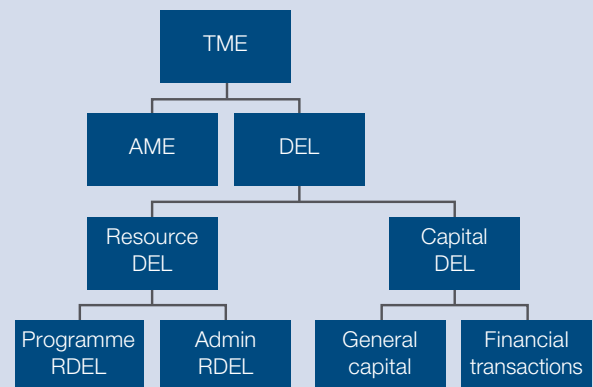 TME
AME
DEL
Resource
DEL
Capital
DEL
Programme
RDEL
Admin
RDEL
General
capital
Financial
transactions